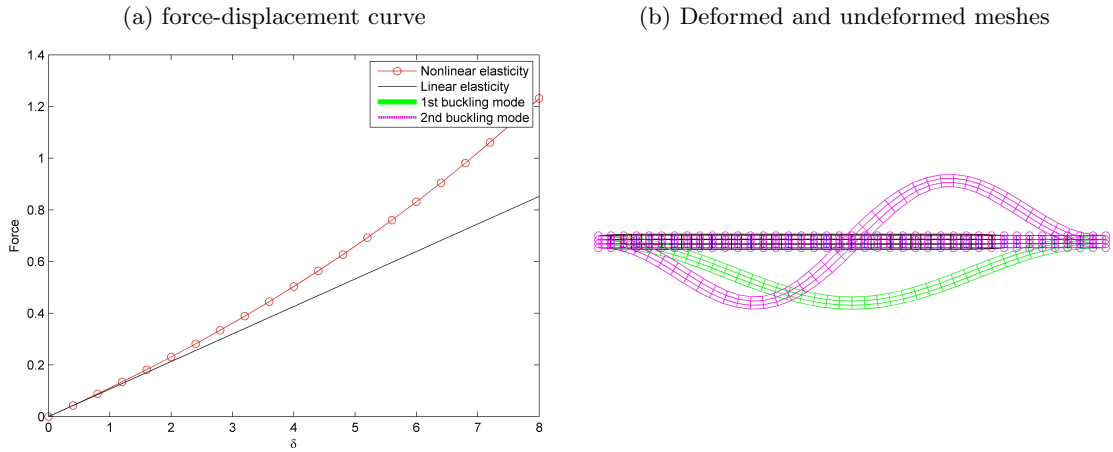 (a) force-displacement curve
(b) Deformed and undeformed meshes
1.4
1.2
1
0.8
0.6
0.4
0.2
0
Force
Nonlinear elasticity
Linear elasticity
1st buckling mode
2nd buckling mode
0 1 2 3 4 5 6 7 8
δ